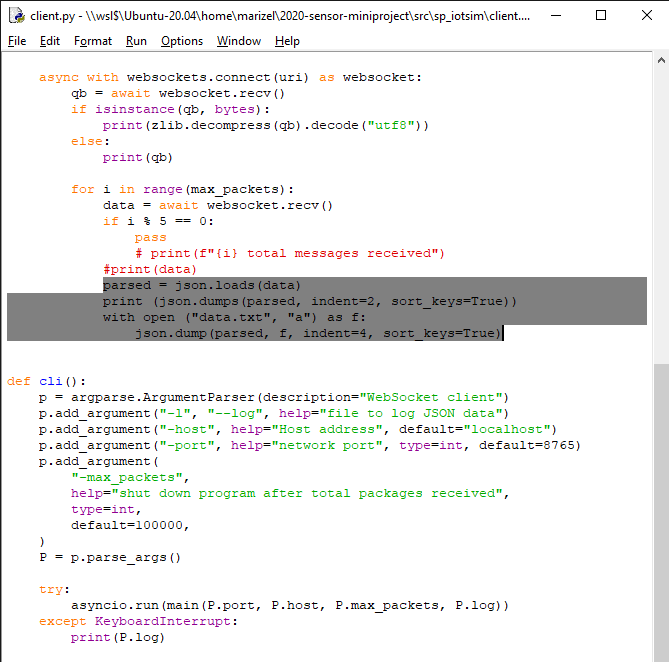 client.py - \\wsl$\Ubuntu-20.04\home\marizel\2020-sensor-miniproject\src\sp_iotsim\client....
File Edit Format Run Options Window Help
    async with websockets.connect(uri) as websocket:
        qb = await websocket.recv()
        if isinstance(qb, bytes):
            print(zlib.decompress(qb).decode("utf8"))
        else:
            print(qb)

        for i in range(max_packets):
            data = await websocket.recv()
            if i % 5 == 0:
                pass
                # print(f"{i} total messages received")
            #print(data)
            parsed = json.loads(data)
            print (json.dumps(parsed, indent=2, sort_keys=True))
            with open ("data.txt", "a") as f:
                json.dump(parsed, f, indent=4, sort_keys=True)


def cli():
    p = argparse.ArgumentParser(description="WebSocket client")
    p.add_argument("-l", "--log", help="file to log JSON data")
    p.add_argument("-host", help="Host address", default="localhost")
    p.add_argument("-port", help="network port", type=int, default=8765)
    p.add_argument(
        "-max_packets",
        help="shut down program after total packages received",
        type=int,
        default=100000,
    )
    P = p.parse_args()

    try:
        asyncio.run(main(P.port, P.host, P.max_packets, P.log))
    except KeyboardInterrupt:
        print(P.log)